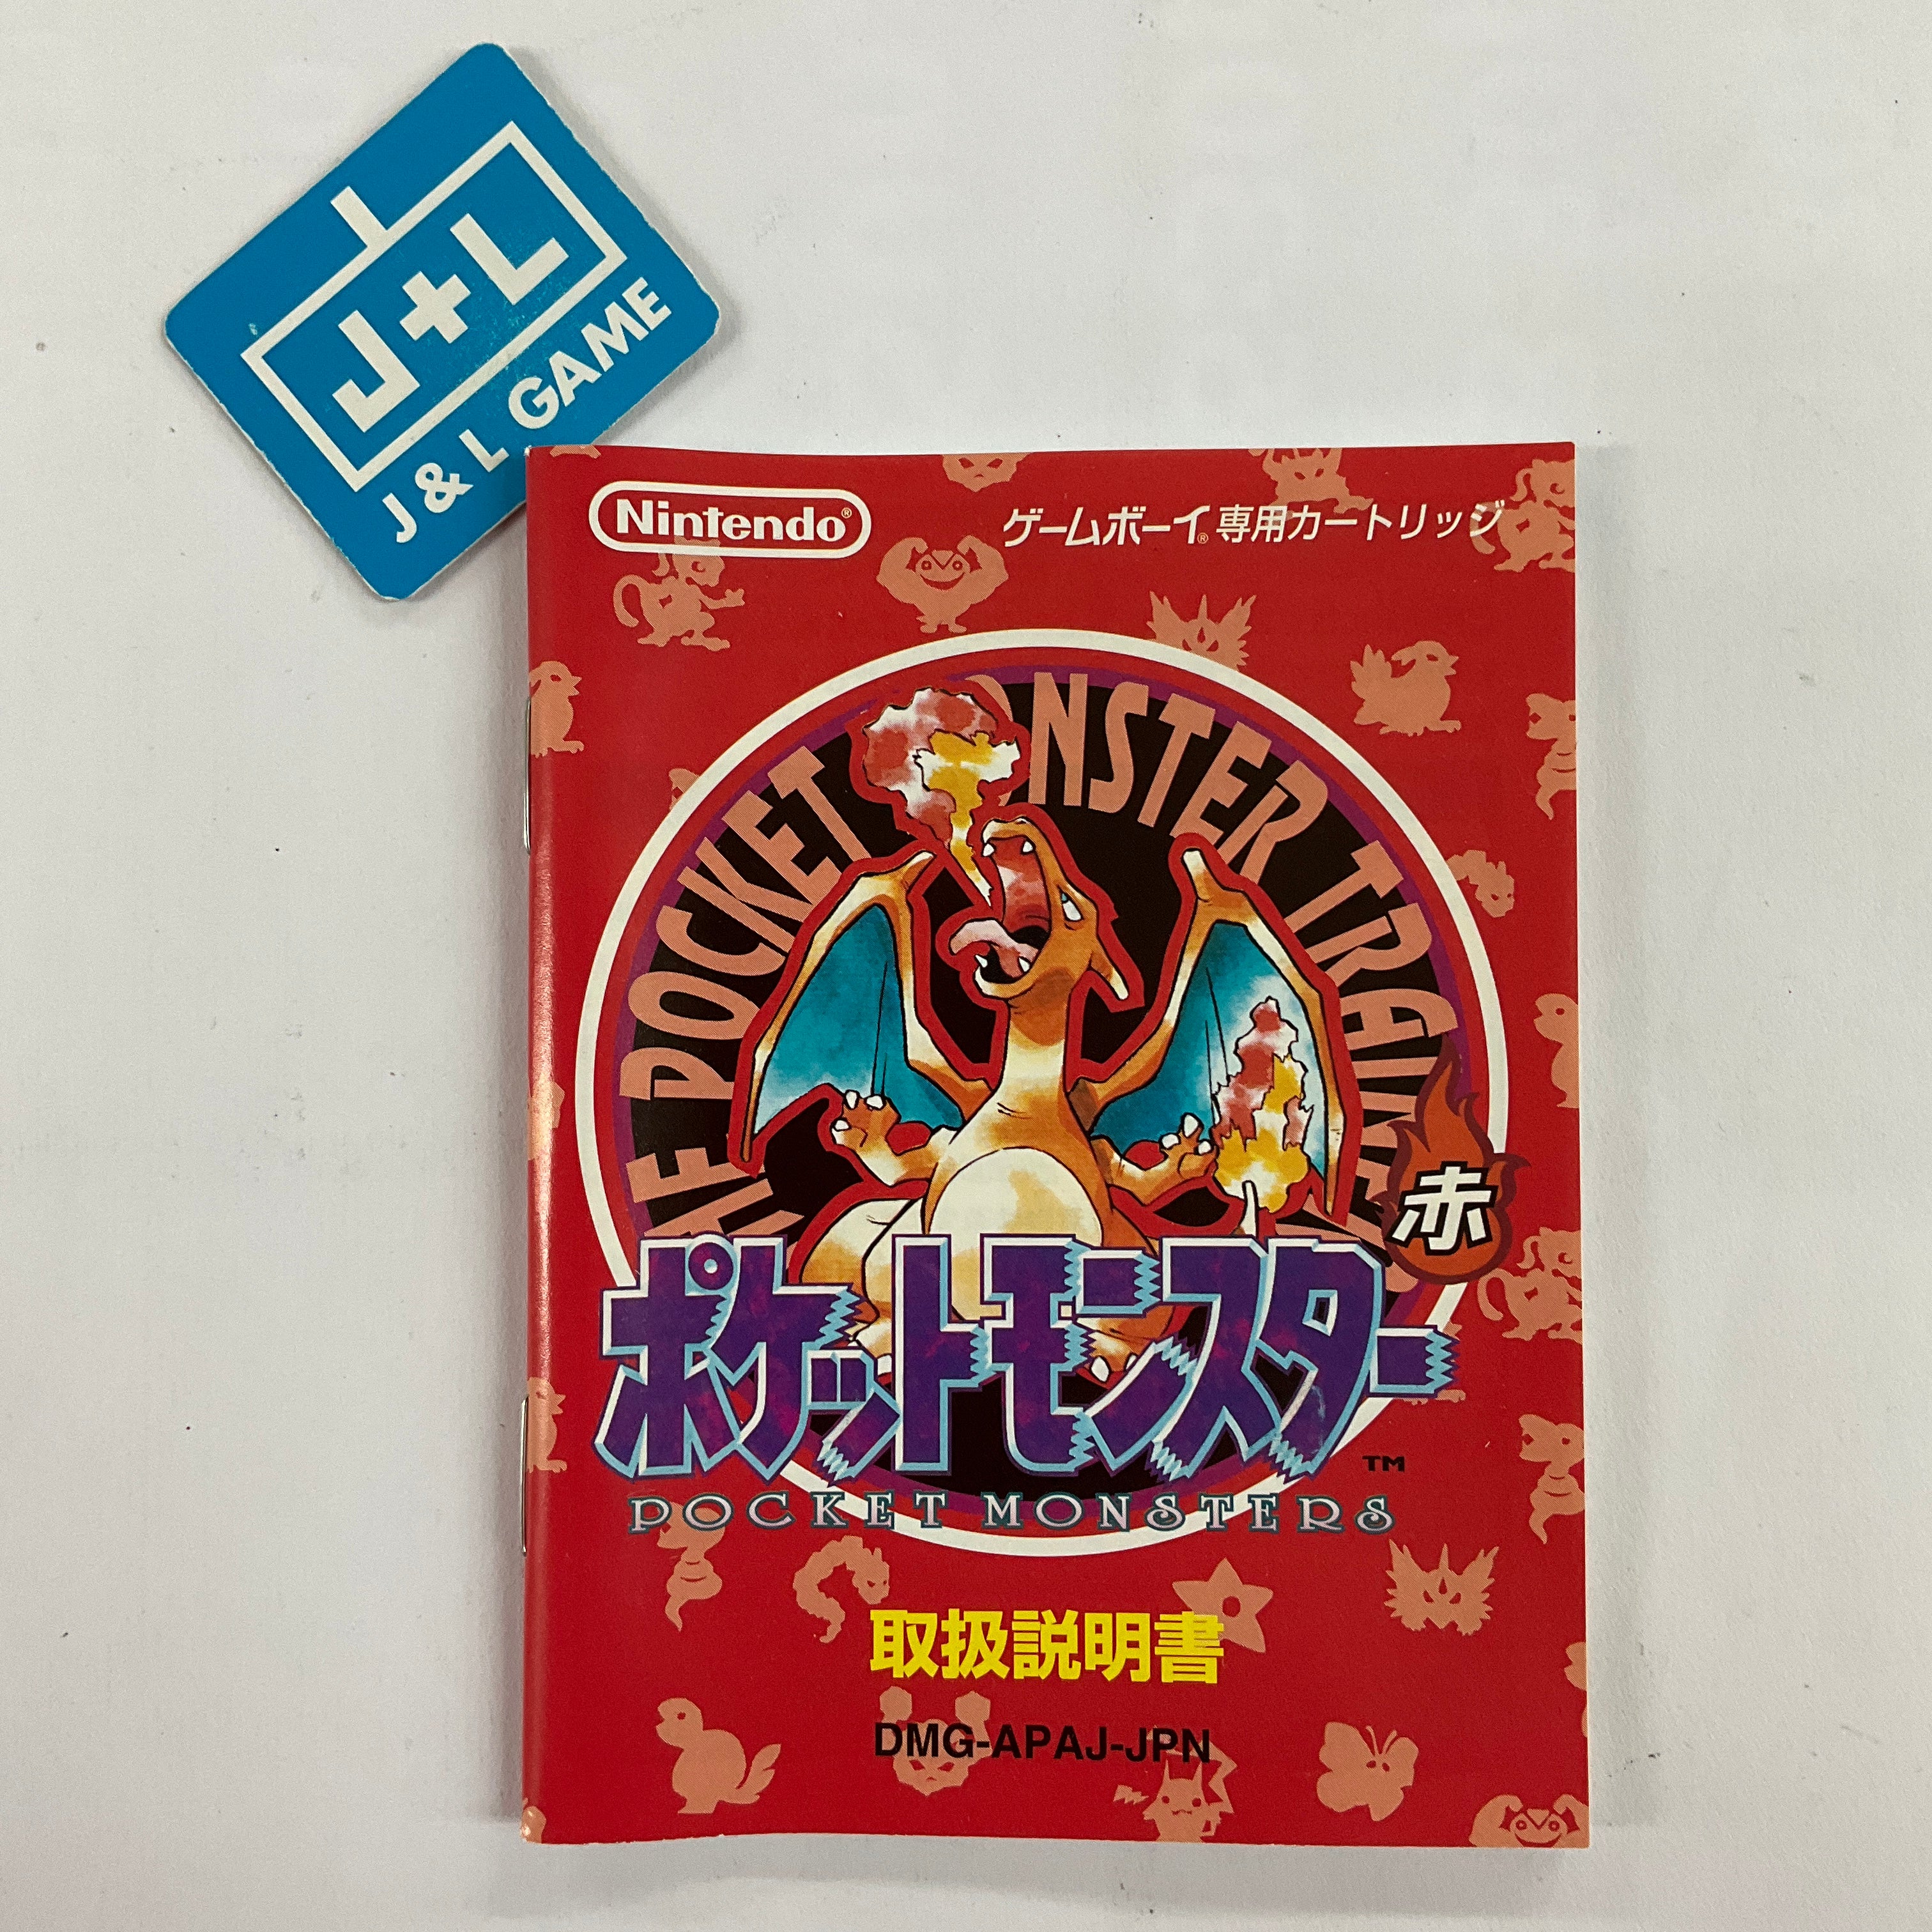 J+L
J & L GAME
Nintendo®
ゲームボーイ®専用カートリッジ
POCKET MONSTER
赤
ポケットモンスター™
POCKET MONSTERS
取扱説明書
DMG-APAJ-JPN